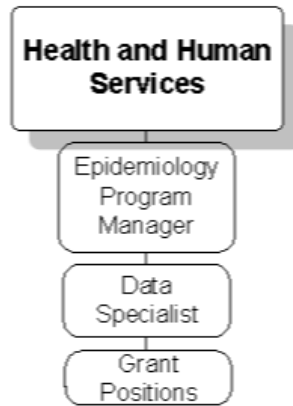 Health and Human
Services
Epidemiology
Program
Manager
Data
Specialist
Grant
Positions